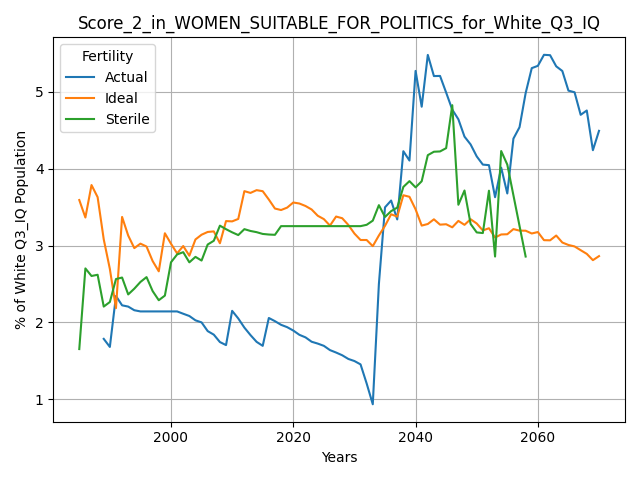 Score_2_in_WOMEN_SUITABLE_FOR_POLITICS_for_White_Q3_IQ
Fertility
Actual
Ideal
Sterile
% of White Q3_IQ Population
5
4
3
2
1
2000
2020
2040
2060
Years